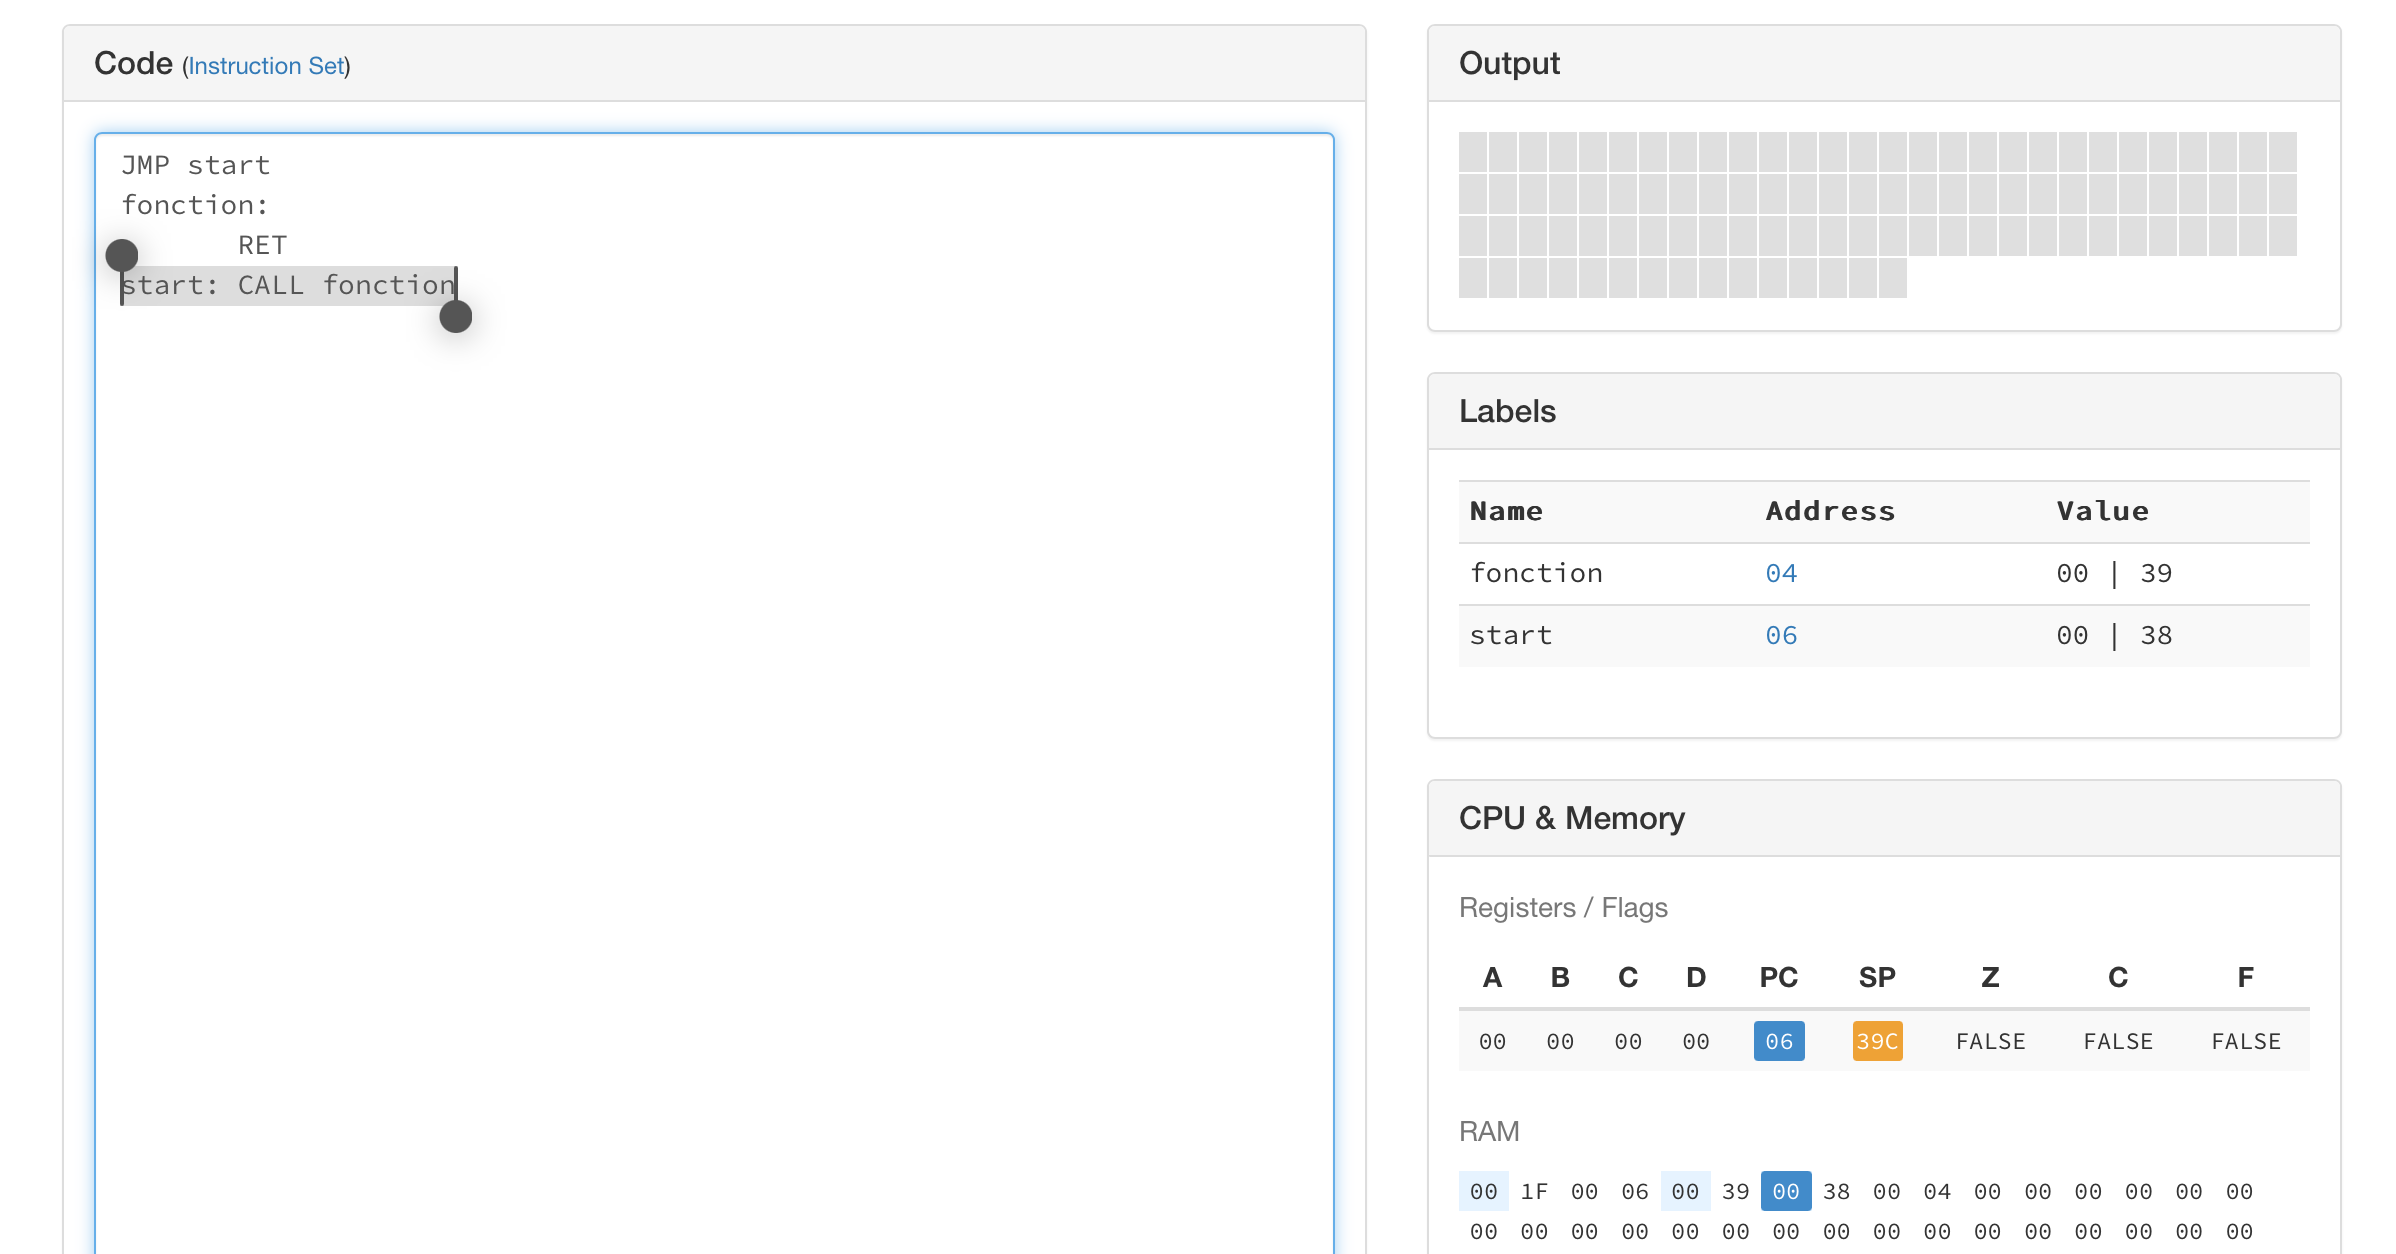 Code (Instruction Set)
JMP start
fonction:
RET
start: CALL fonction
Output
Labels
Name Address Value
fonction 04 00 | 39
start 06 00 | 38
CPU & Memory
Registers / Flags
A B C D PC SP Z C F
00 00 00 00 06 39C FALSE FALSE FALSE
RAM
00 1F 00 06 00 39 00 38 00 04 00 00 00 00 00 00
00 00 00 00 00 00 00 00 00 00 00 00 00 00 00 00